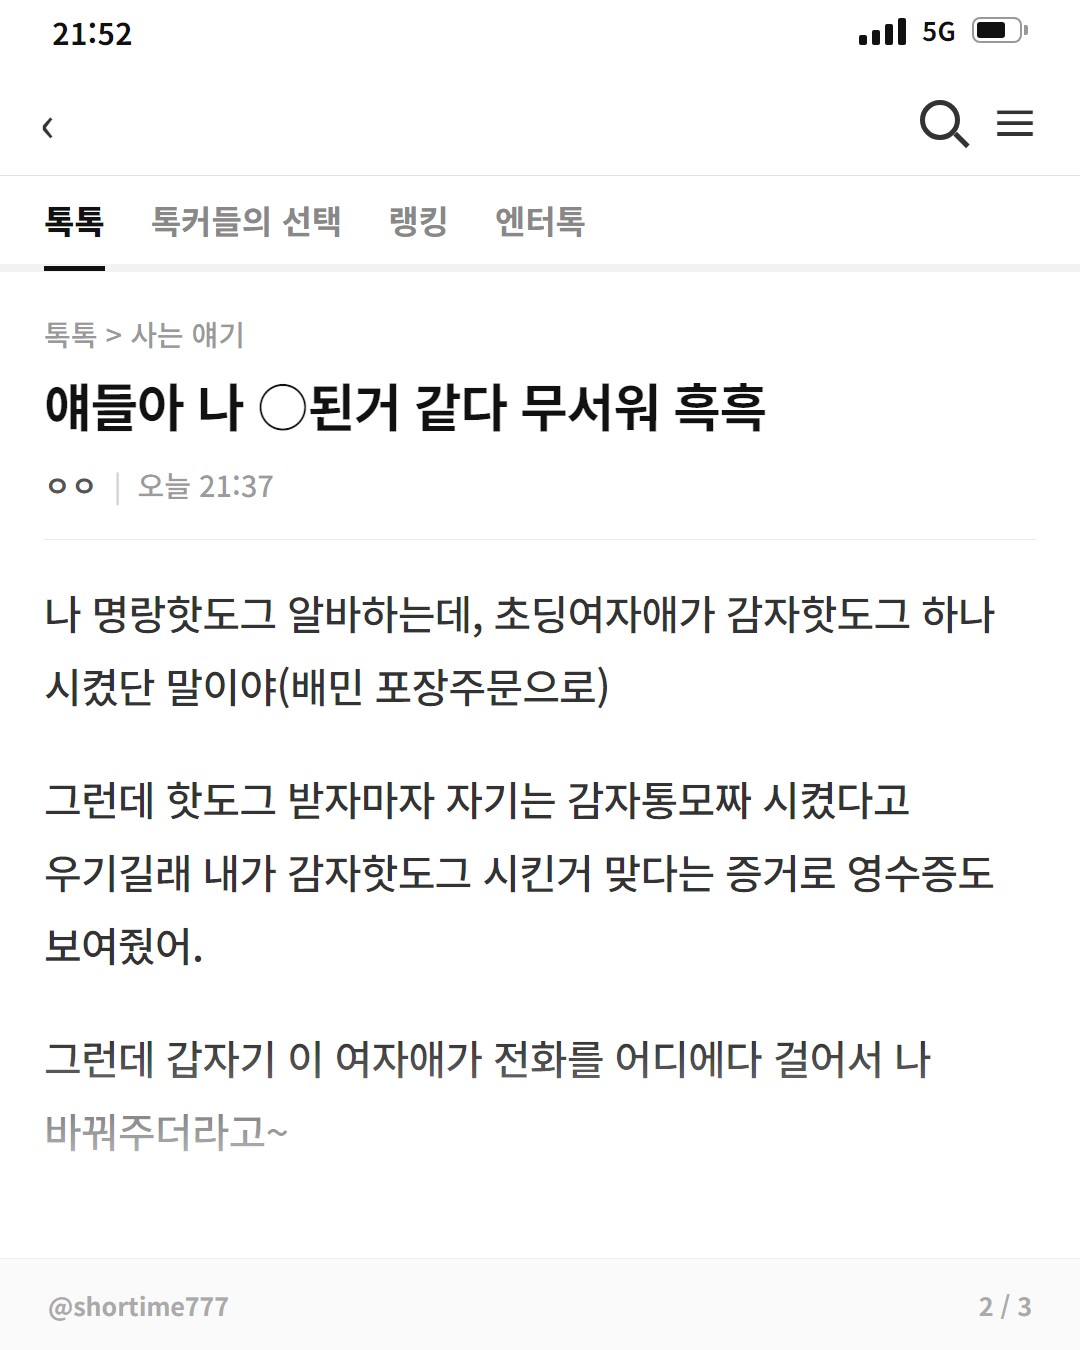 21:52
5G
톡톡 톡커들의 선택 랭킹 엔터톡
톡톡 > 사는 얘기
얘들아 나 ◯된거 같다 무서워 흑흑
ㅇㅇ | 오늘 21:37
나 명랑핫도그 알바하는데, 초딩여자애가 감자핫도그 하나
시켰단 말이야(배민 포장주문으로)
그런데 핫도그 받자마자 자기는 감자통모짜 시켰다고
우기길래 내가 감자핫도그 시킨거 맞다는 증거로 영수증도
보여줬어.
그런데 갑자기 이 여자애가 전화를 어디에다 걸어서 나
바꿔주더라고~
@shortime777
2 / 3